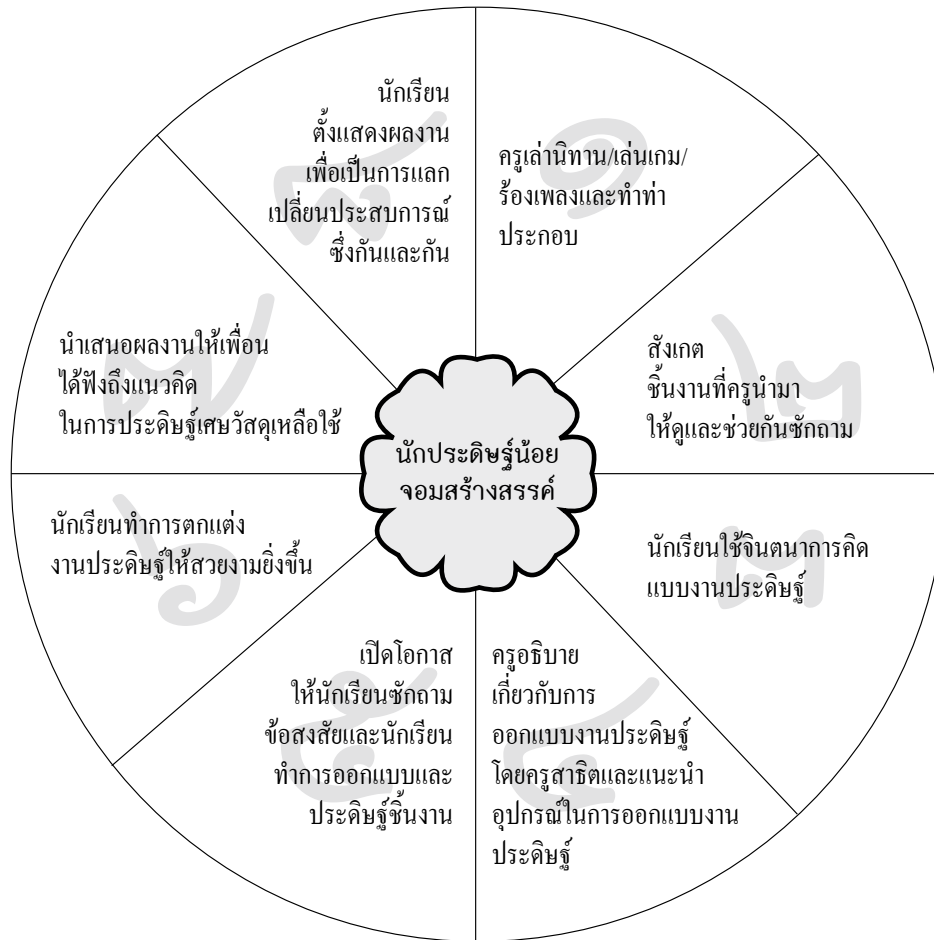 ๑
ครูเล่านิทาน/เล่นเกม/
ร้องเพลงและทำท่า
ประกอบ
๒
สังเกต
ชิ้นงานที่ครูนำมา
ให้ดูและช่วยกันซักถาม
๓
นักเรียนใช้จินตนาการคิด
แบบงานประดิษฐ์
๔
ครูอธิบาย
เกี่ยวกับการ
ออกแบบงานประดิษฐ์
โดยครูสาธิตและแนะนำ
อุปกรณ์ในการออกแบบงาน
ประดิษฐ์
๕
เปิดโอกาส
ให้นักเรียนซักถาม
ข้อสงสัยและนักเรียน
ทำการออกแบบและ
ประดิษฐ์ชิ้นงาน
๖
นักเรียนทำการตกแต่ง
งานประดิษฐ์ให้สวยงามยิ่งขึ้น
๗
นำเสนอผลงานให้เพื่อน
ได้ฟังถึงแนวคิด
ในการประดิษฐ์เศษวัสดุเหลือใช้
๘
นักเรียน
ตั้งแสดงผลงาน
เพื่อเป็นการแลก
เปลี่ยนประสบการณ์
ซึ่งกันและกัน
นักประดิษฐ์น้อย
จอมสร้างสรรค์